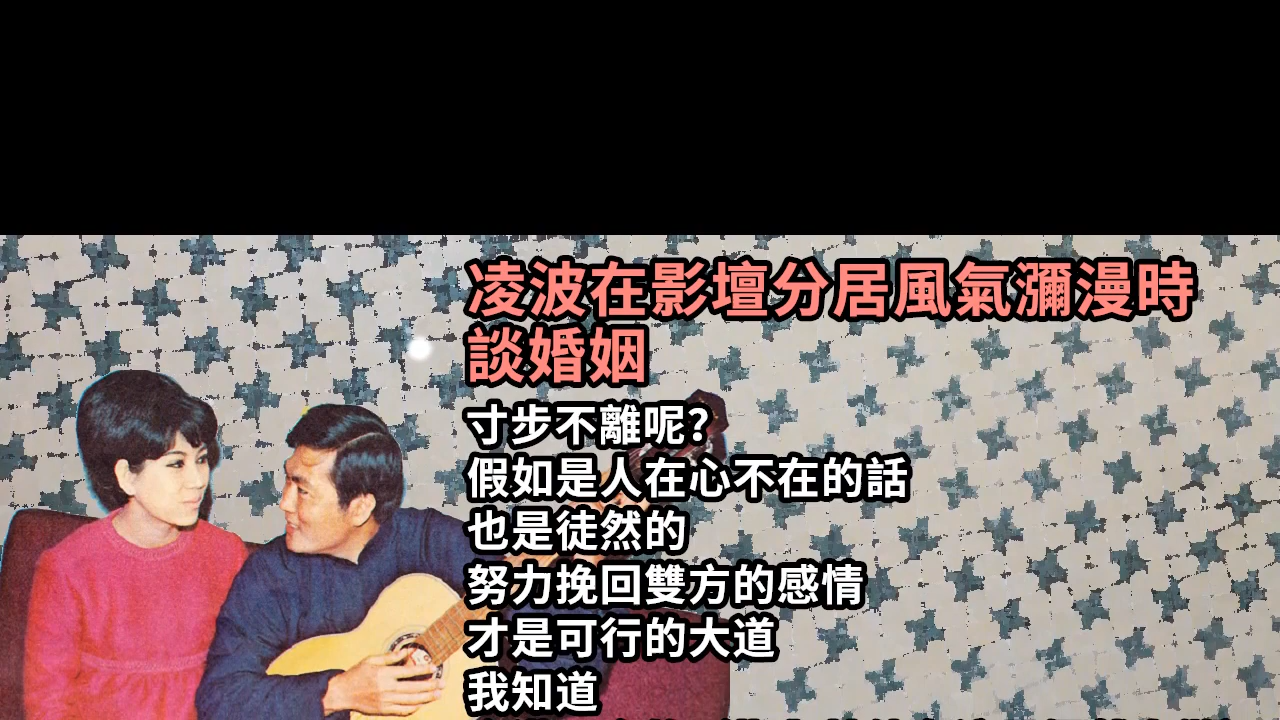 凌波在影壇分居風氣瀰漫時
談婚姻
寸步不離呢？
假如是人在心不在的話
也是徒然的
努力挽回雙方的感情
才是可行的大道
我知道